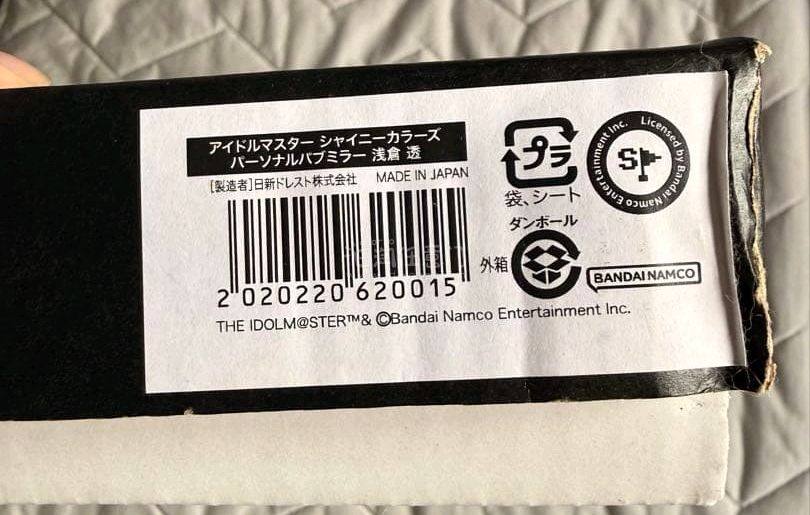 アイドルマスター シャイニーカラーズ
パーソナルパブミラー 浅倉 透
[製造者]日新ドレスト株式会社 MADE IN JAPAN
2 020220 620015
THE IDOLM@STER™& ©Bandai Namco Entertainment Inc.
プラ
袋、シート
ダンボール
外箱
Licensed by Bandai Namco Entertainment Inc.
BANDAI NAMCO